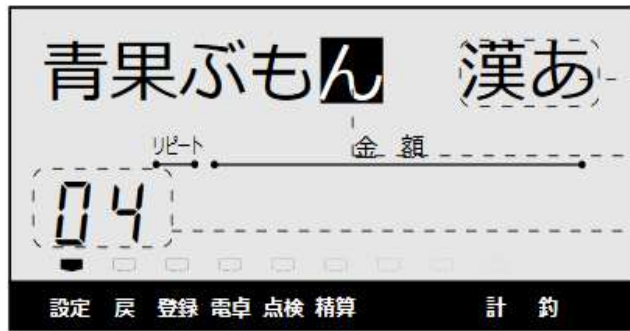 青果ぶもん 漢あ
リピート 金 額
04
設定 戻 登録 電卓 点検 精算 計 釣